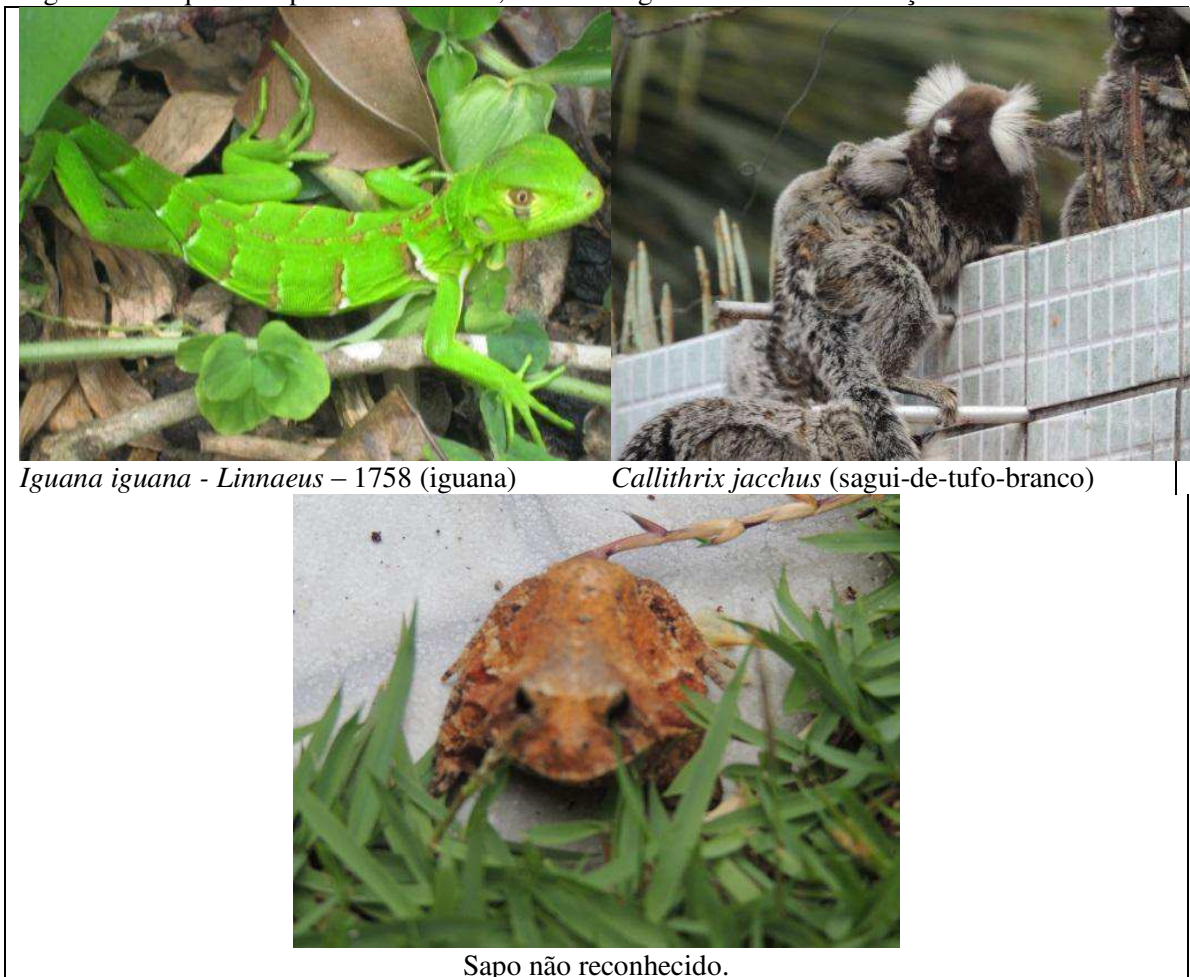 Iguana iguana - Linnaeus – 1758 (iguana)
Callithrix jacchus (sagui-de-tufo-branco)
Sapo não reconhecido.